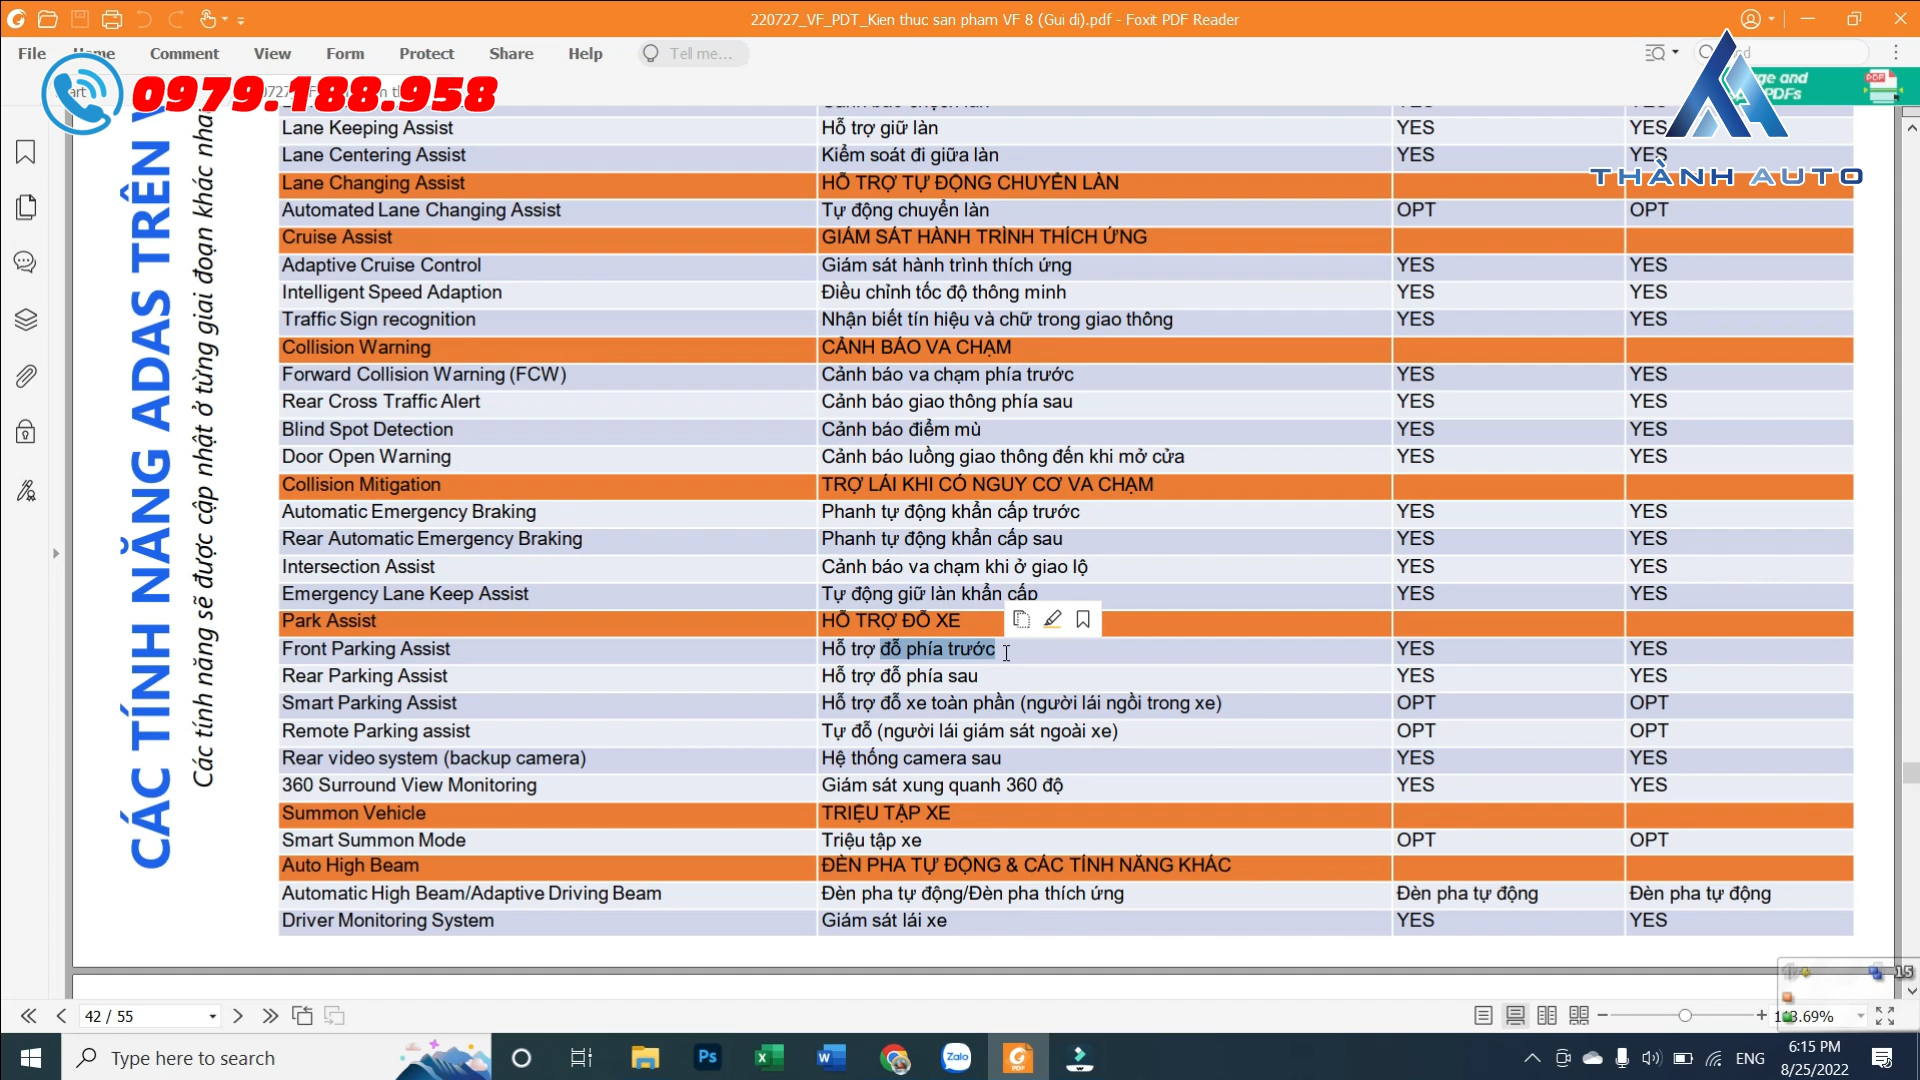 220727_VF_PDT_Kien thuc san pham VF 8 (Gui di).pdf - Foxit PDF Reader
File Home Comment View Form Protect Share Help Tell me...
0979.188.958
THÀNH AUTO
CÁC TÍNH NĂNG ADAS TRÊN
Các tính năng sẽ được cập nhật ở từng giai đoạn khác
Lane Keeping Assist Hỗ trợ giữ làn YES YES
Lane Centering Assist Kiểm soát đi giữa làn YES YES
Lane Changing Assist HỖ TRỢ TỰ ĐỘNG CHUYỂN LÀN
Automated Lane Changing Assist Tự động chuyển làn OPT OPT
Cruise Assist GIÁM SÁT HÀNH TRÌNH THÍCH ỨNG
Adaptive Cruise Control Giám sát hành trình thích ứng YES YES
Intelligent Speed Adaption Điều chỉnh tốc độ thông minh YES YES
Traffic Sign recognition Nhận biết tín hiệu và chữ trong giao thông YES YES
Collision Warning CẢNH BÁO VA CHẠM
Forward Collision Warning (FCW) Cảnh báo va chạm phía trước YES YES
Rear Cross Traffic Alert Cảnh báo giao thông phía sau YES YES
Blind Spot Detection Cảnh báo điểm mù YES YES
Door Open Warning Cảnh báo luồng giao thông đến khi mở cửa YES YES
Collision Mitigation TRỢ LÁI KHI CÓ NGUY CƠ VA CHẠM
Automatic Emergency Braking Phanh tự động khẩn cấp trước YES YES
Rear Automatic Emergency Braking Phanh tự động khẩn cấp sau YES YES
Intersection Assist Cảnh báo va chạm khi ở giao lộ YES YES
Emergency Lane Keep Assist Tự động giữ làn khẩn cấp YES YES
Park Assist HỖ TRỢ ĐỖ XE
Front Parking Assist Hỗ trợ đỗ phía trước YES YES
Rear Parking Assist Hỗ trợ đỗ phía sau YES YES
Smart Parking Assist Hỗ trợ đỗ xe toàn phần (người lái ngồi trong xe) OPT OPT
Remote Parking assist Tự đỗ (người lái giám sát ngoài xe) OPT OPT
Rear video system (backup camera) Hệ thống camera sau YES YES
360 Surround View Monitoring Giám sát xung quanh 360 độ YES YES
Summon Vehicle TRIỆU TẬP XE
Smart Summon Mode Triệu tập xe OPT OPT
Auto High Beam ĐÈN PHA TỰ ĐỘNG & CÁC TÍNH NĂNG KHÁC
Automatic High Beam/Adaptive Driving Beam Đèn pha tự động/Đèn pha thích ứng Đèn pha tự động Đèn pha tự động
Driver Monitoring System Giám sát lái xe YES YES
42 / 55
Type here to search
Ps
Zalo
ENG
6:15 PM
8/25/2022